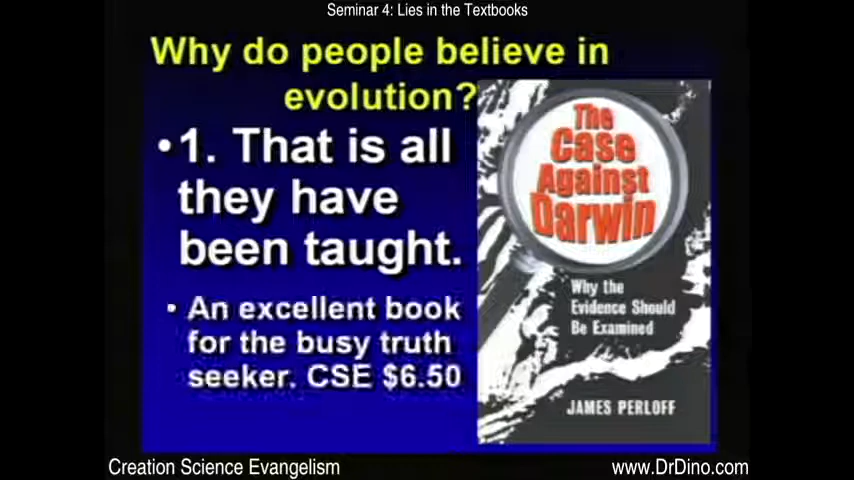 Seminar 4: Lies in the Textbooks
Why do people believe in
evolution?
•1. That is all
they have
been taught.
• An excellent book
for the busy truth
seeker. CSE $6.50
The
Case
Against
Darwin
Why the
Evidence Should
Be Examined
JAMES PERLOFF
Creation Science Evangelism
www.DrDino.com